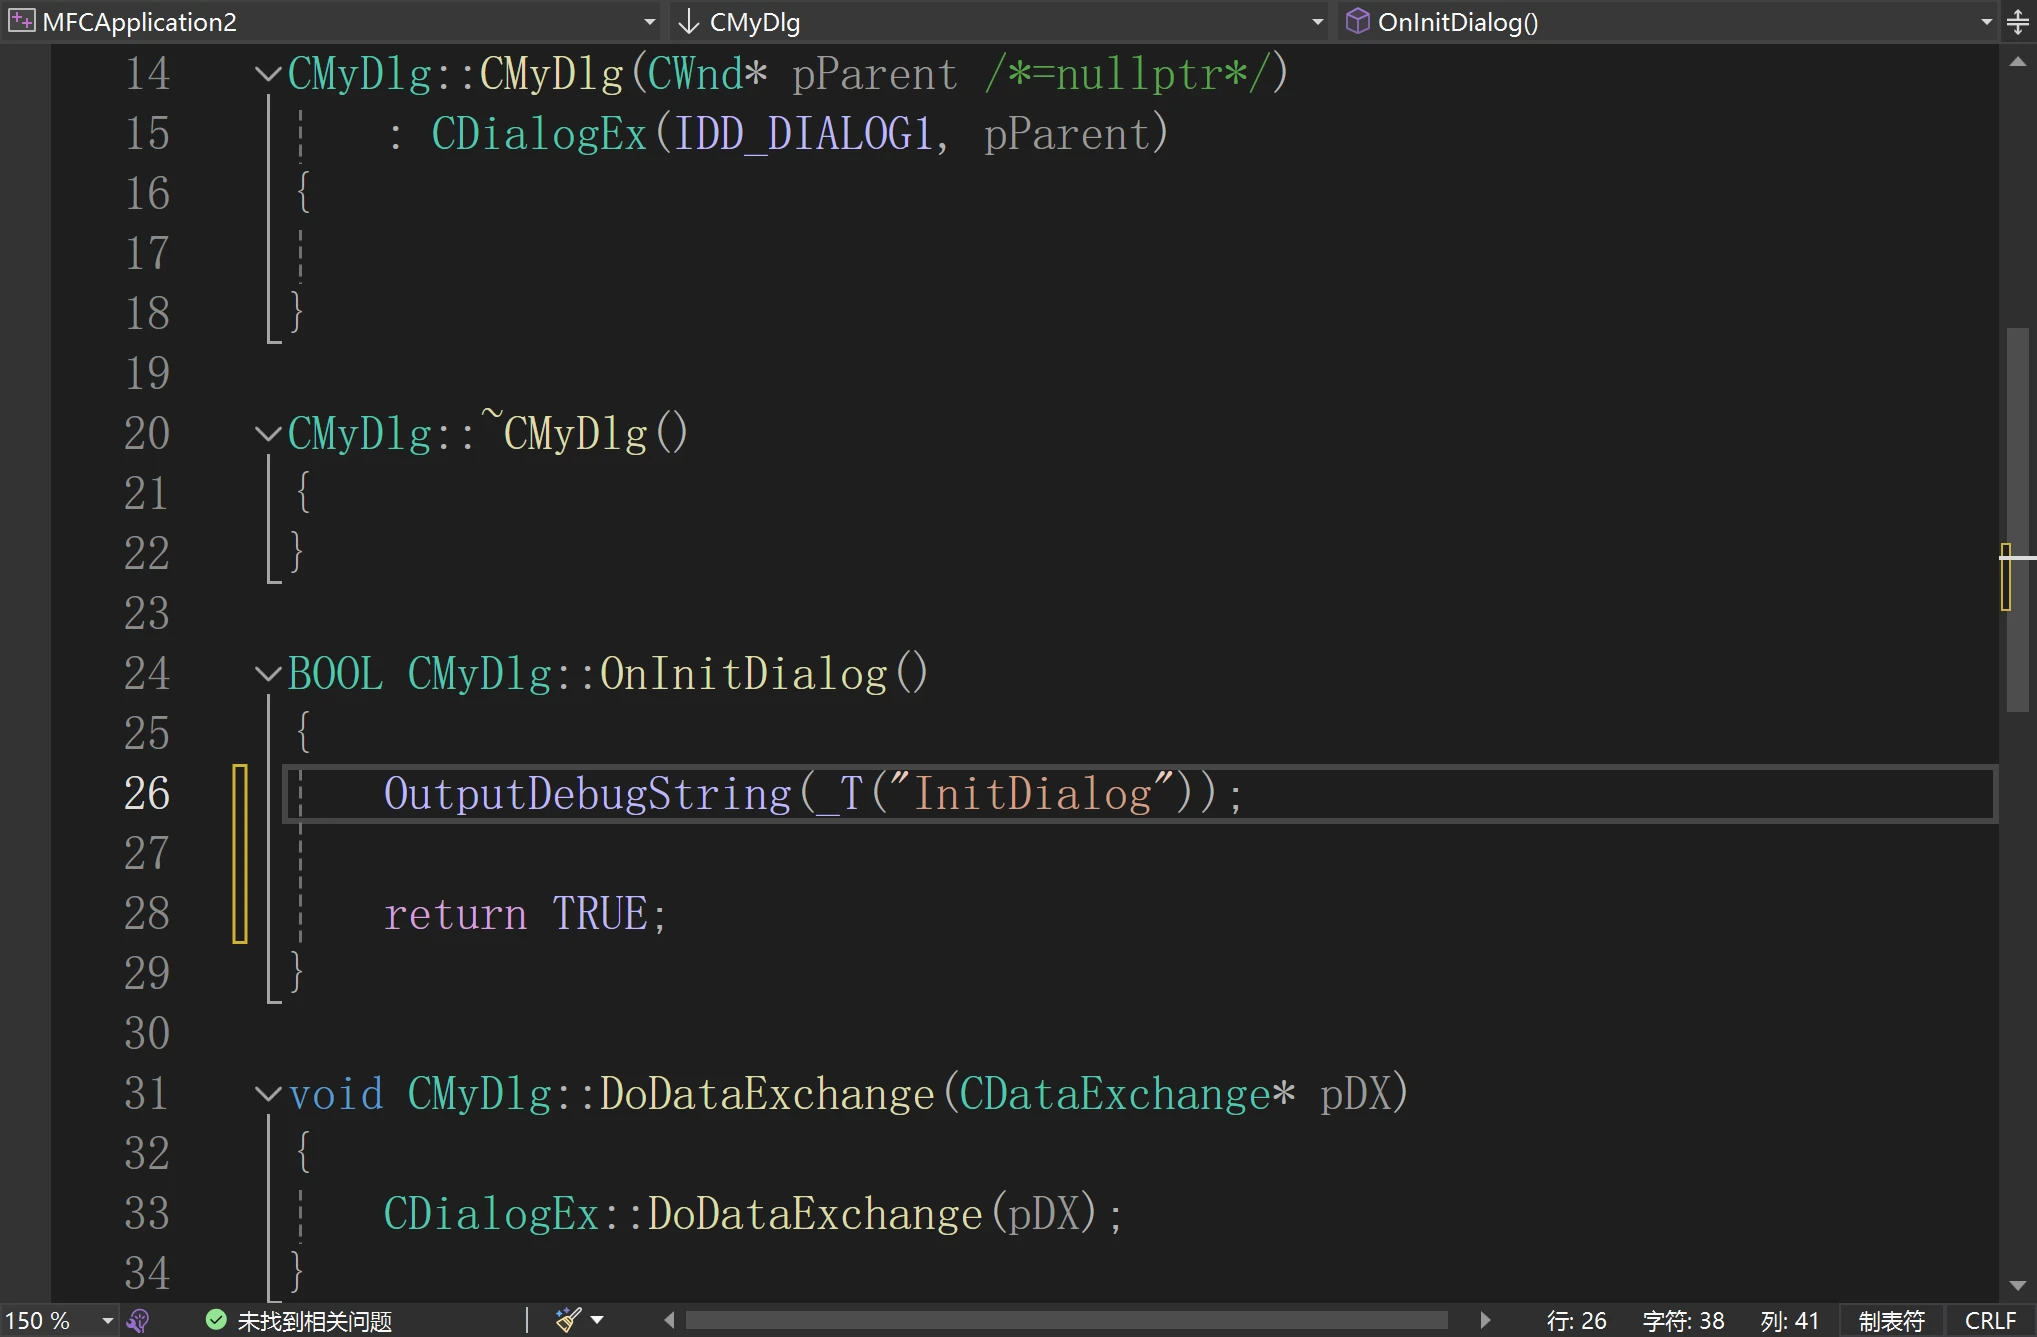 MFCApplication2 CMyDlg OnInitDialog()
14 CMyDlg::CMyDlg(CWnd* pParent /*=nullptr*/)
15 : CDialogEx(IDD_DIALOG1, pParent)
16 {
17
18 }
19
20 CMyDlg::~CMyDlg()
21 {
22 }
23
24 BOOL CMyDlg::OnInitDialog()
25 {
26 OutputDebugString(_T("InitDialog"));
27
28 return TRUE;
29 }
30
31 void CMyDlg::DoDataExchange(CDataExchange* pDX)
32 {
33 CDialogEx::DoDataExchange(pDX);
34 }
150 % 未找到相关问题 行: 26 字符: 38 列: 41 制表符 CRLF